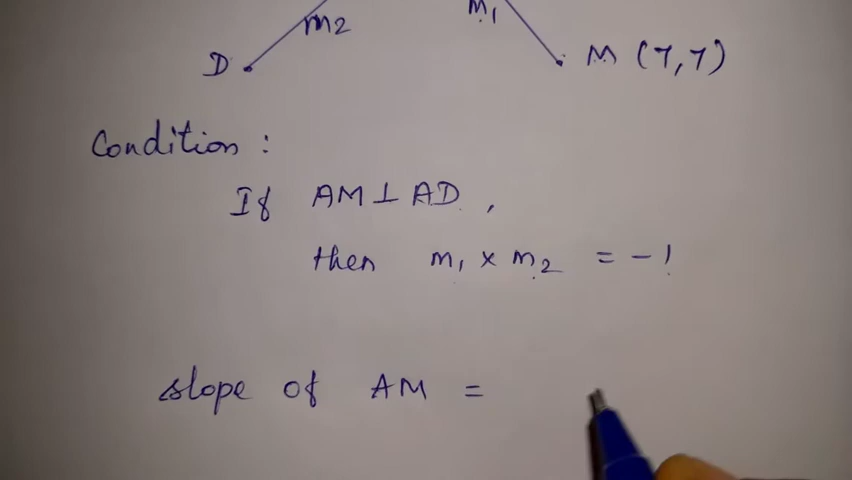 m2 m1
D M (7,7)
Condition :
If AM ⊥ AD ,
then m1 × m2 = -1
slope of AM =